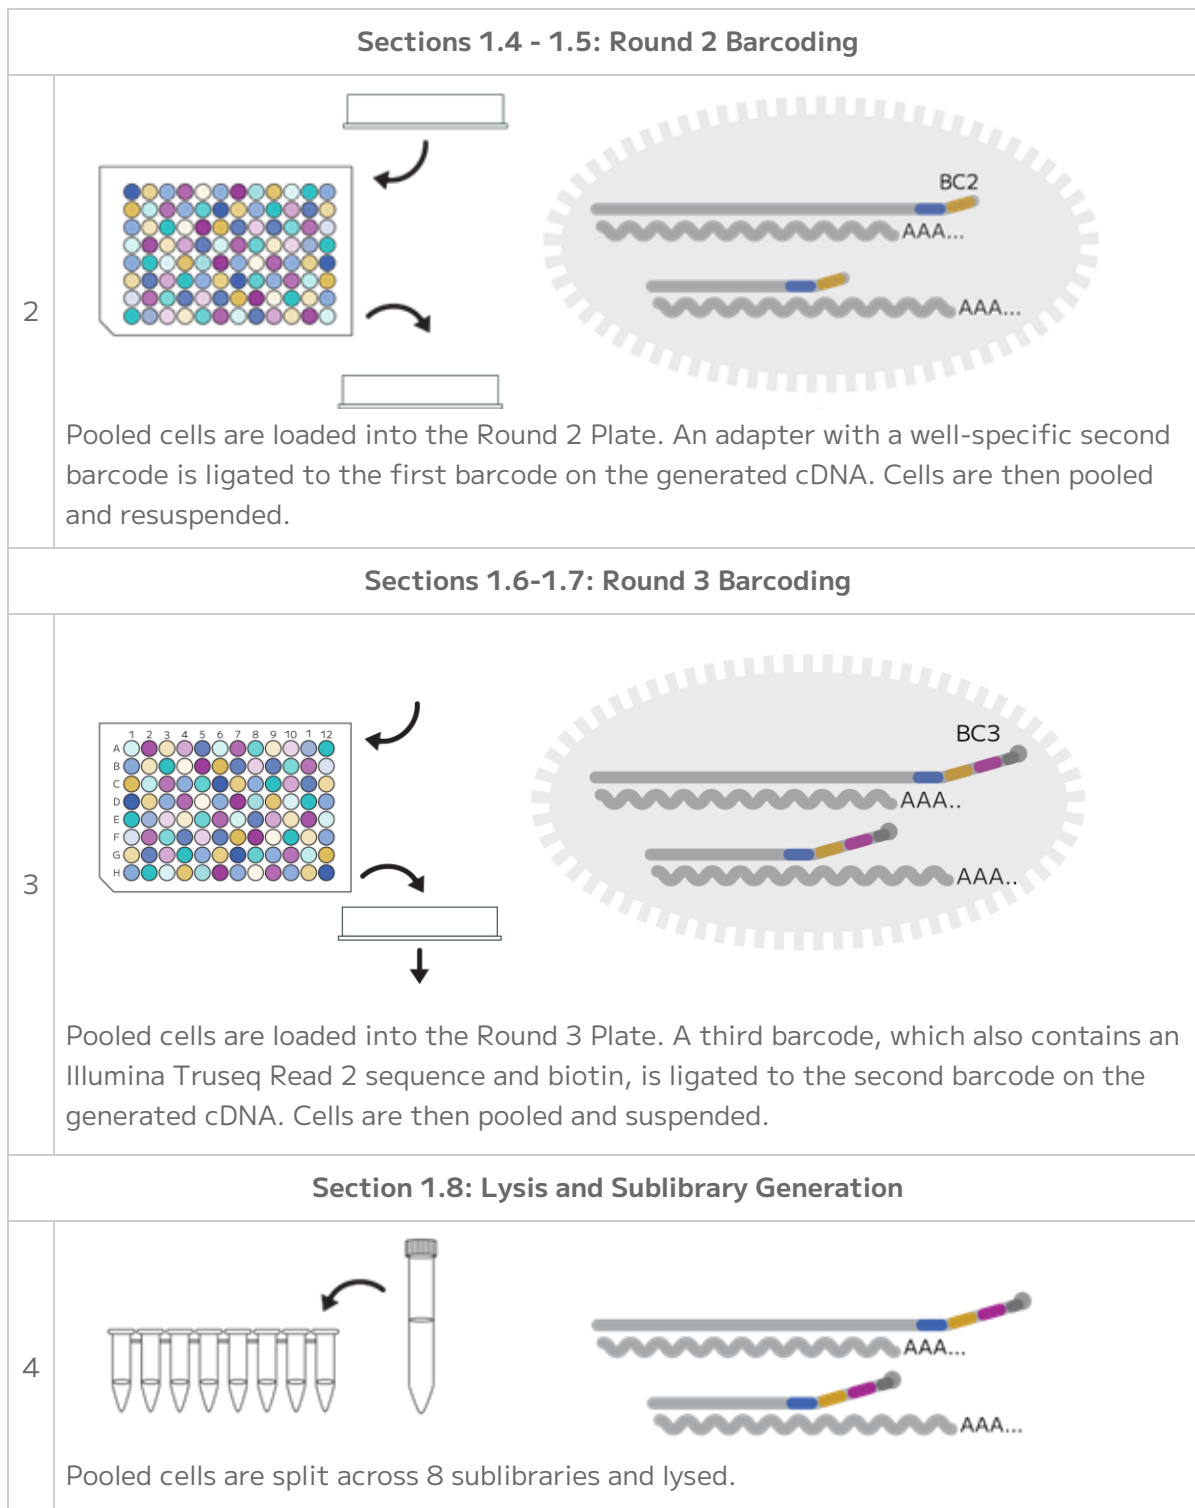 Sections 1.4 - 1.5: Round 2 Barcoding
2
BC2
AAA...
AAA...
Pooled cells are loaded into the Round 2 Plate. An adapter with a well-specific second
barcode is ligated to the first barcode on the generated cDNA. Cells are then pooled
and resuspended.
Sections 1.6-1.7: Round 3 Barcoding
3
1 2 3 4 5 6 7 8 9 10 1 12
A
B
C
D
E
F
G
H
BC3
AAA..
AAA..
Pooled cells are loaded into the Round 3 Plate. A third barcode, which also contains an
Illumina Truseq Read 2 sequence and biotin, is ligated to the second barcode on the
generated cDNA. Cells are then pooled and suspended.
Section 1.8: Lysis and Sublibrary Generation
4
AAA...
AAA...
Pooled cells are split across 8 sublibraries and lysed.